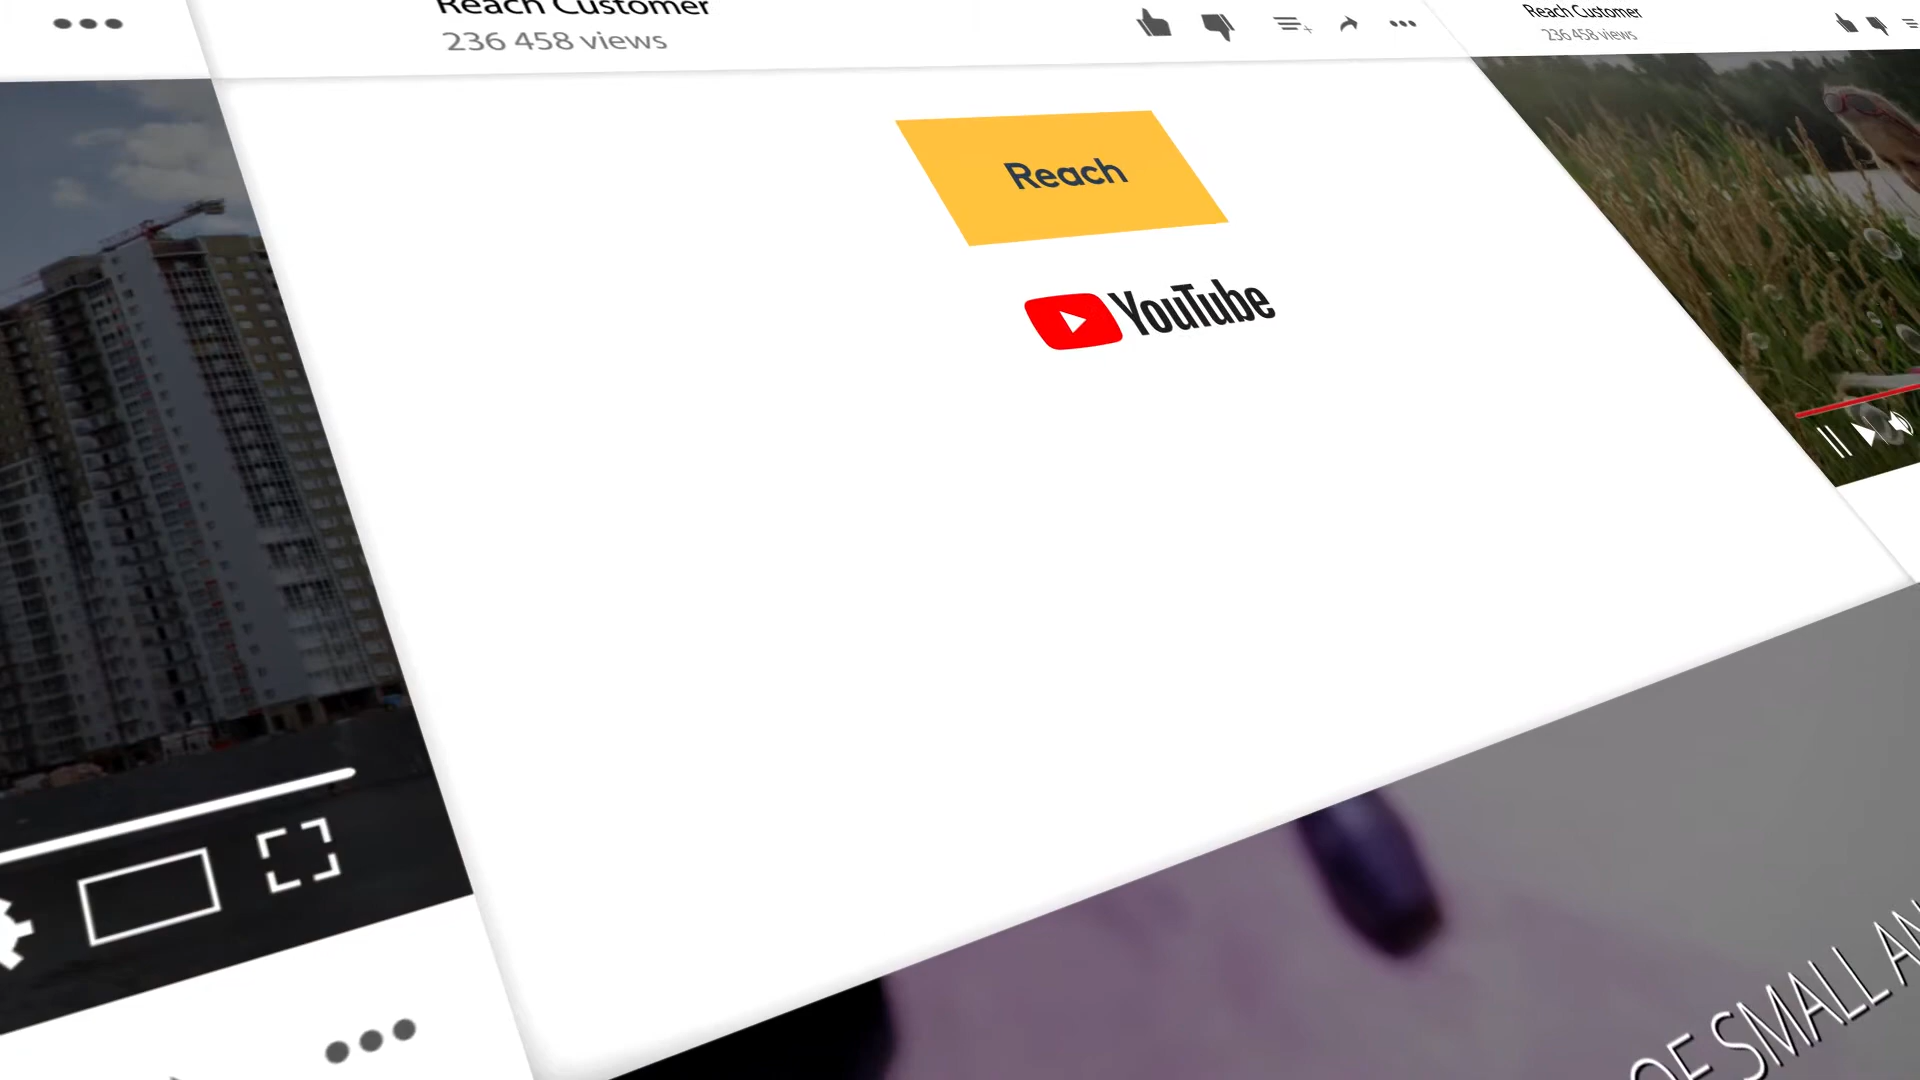 Reach Customer
236 458 views
Reach Customer
236 458 views
Reach
YouTube
OF SMALL